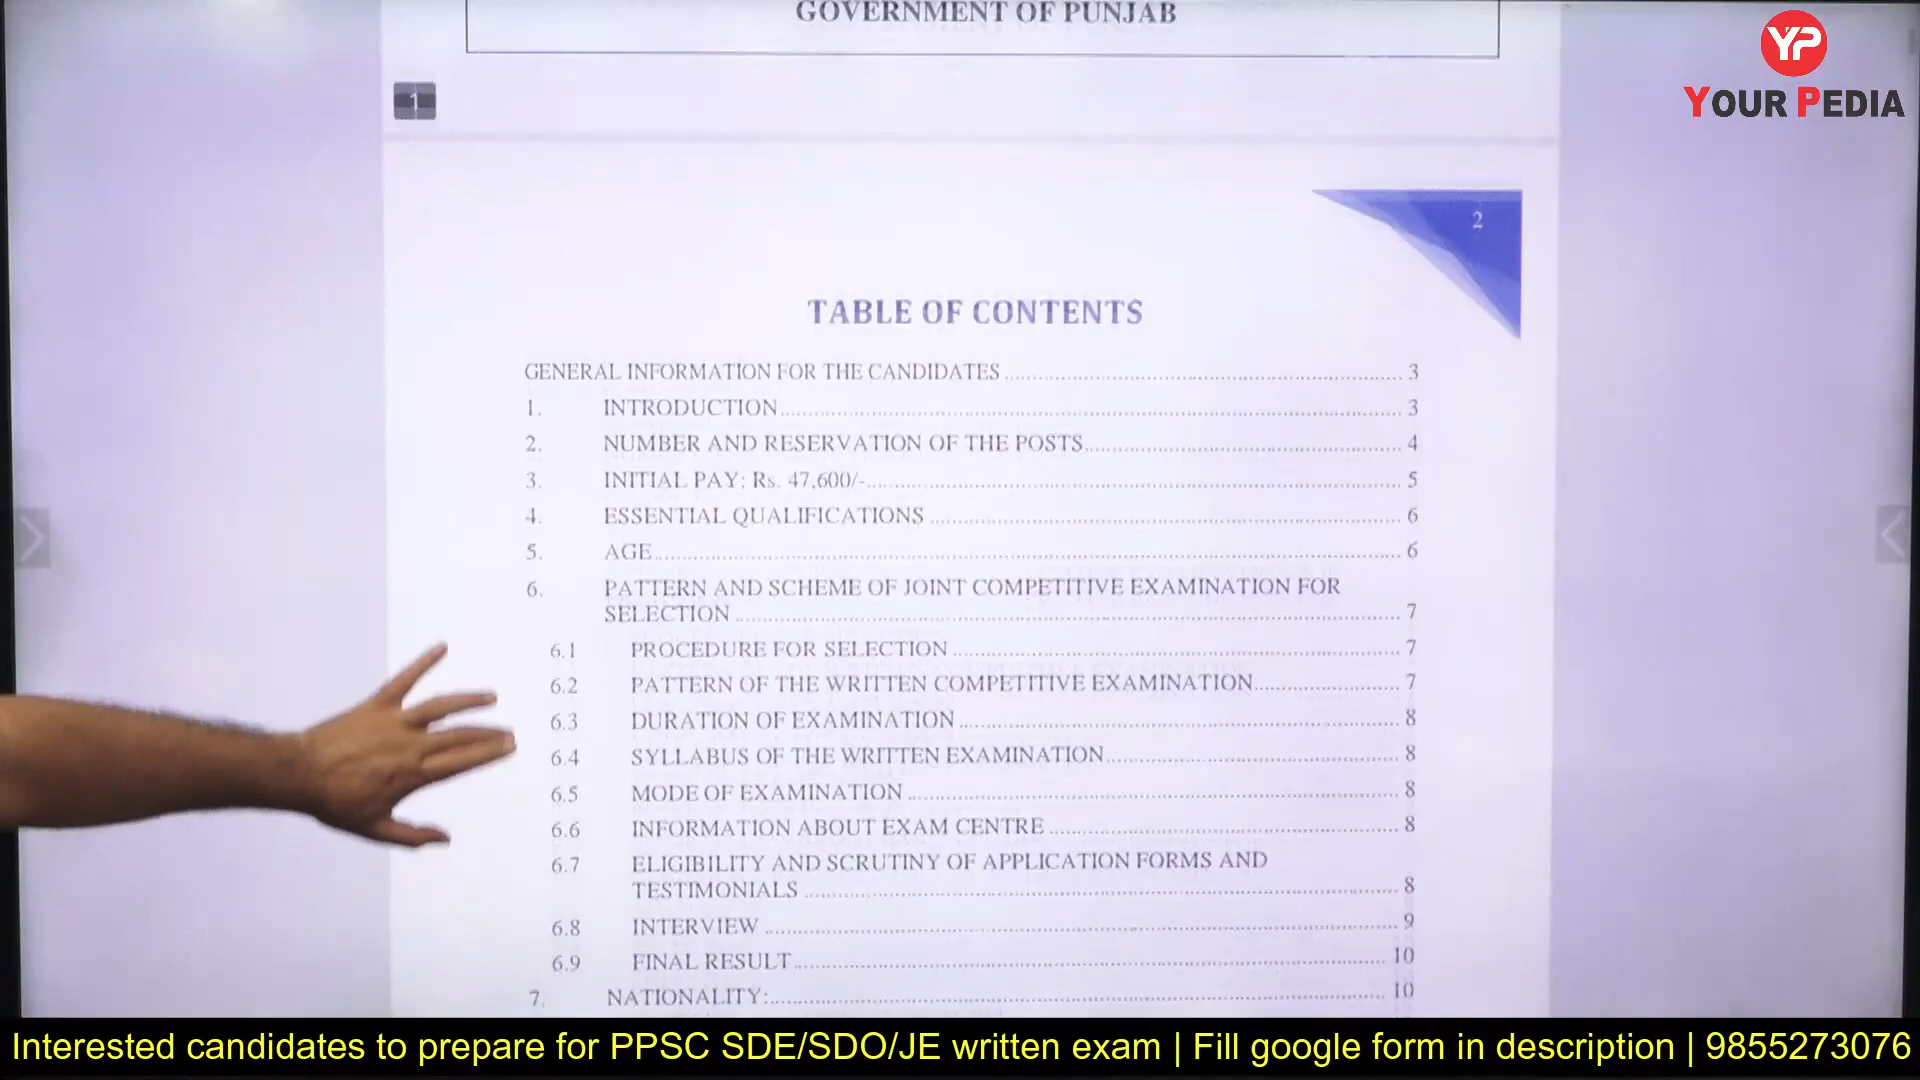 GOVERNMENT OF PUNJAB
YP
YOUR PEDIA
1
2
TABLE OF CONTENTS
GENERAL INFORMATION FOR THE CANDIDATES ........ 3
1. INTRODUCTION ........ 3
2. NUMBER AND RESERVATION OF THE POSTS ........ 4
3. INITIAL PAY: Rs. 47,600/- ........ 5
4. ESSENTIAL QUALIFICATIONS ........ 6
5. AGE ........ 6
6. PATTERN AND SCHEME OF JOINT COMPETITIVE EXAMINATION FOR
SELECTION ........ 7
6.1 PROCEDURE FOR SELECTION ........ 7
6.2 PATTERN OF THE WRITTEN COMPETITIVE EXAMINATION ........ 7
6.3 DURATION OF EXAMINATION ........ 8
6.4 SYLLABUS OF THE WRITTEN EXAMINATION ........ 8
6.5 MODE OF EXAMINATION ........ 8
6.6 INFORMATION ABOUT EXAM CENTRE ........ 8
6.7 ELIGIBILITY AND SCRUTINY OF APPLICATION FORMS AND
TESTIMONIALS ........ 8
6.8 INTERVIEW ........ 9
6.9 FINAL RESULT ........ 10
7. NATIONALITY: ........ 10
Interested candidates to prepare for PPSC SDE/SDO/JE written exam | Fill google form in description | 9855273076